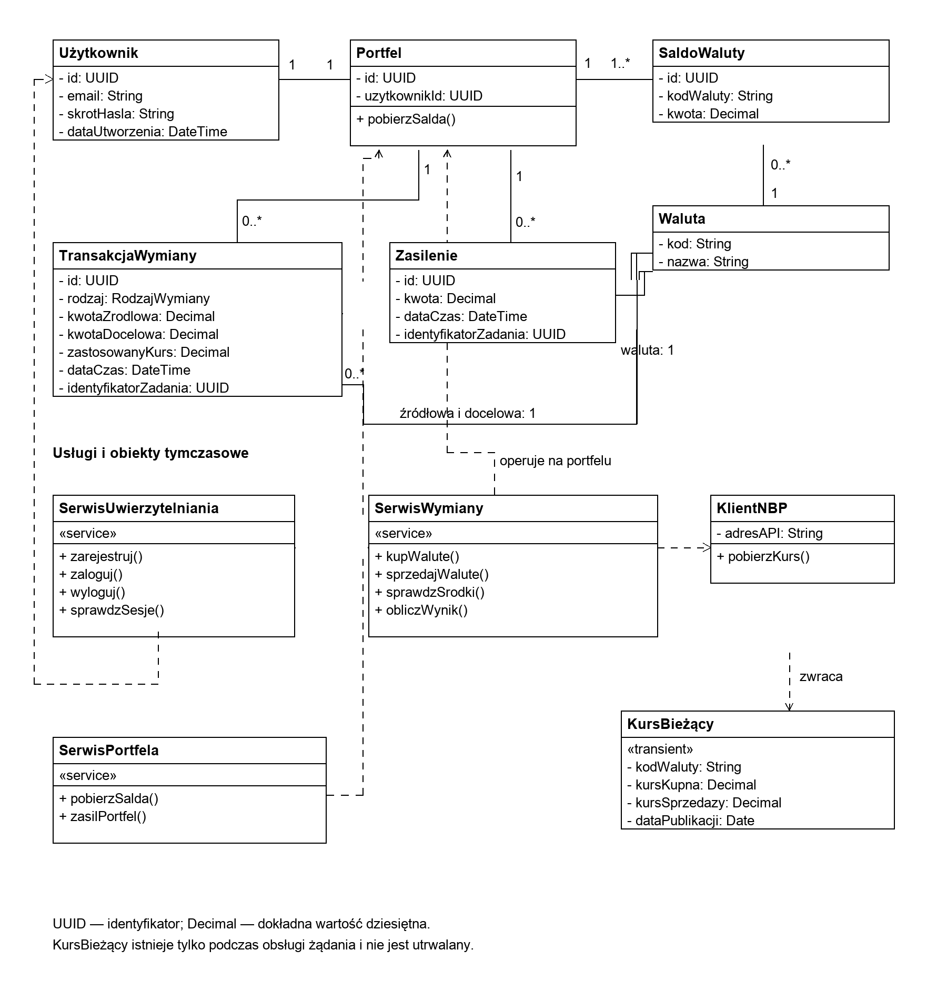 Użytkownik
- id: UUID
- email: String
- skrotHasla: String
- dataUtworzenia: DateTime
1
1
Portfel
- id: UUID
- uzytkownikId: UUID
+ pobierzSalda()
1
1..*
SaldoWaluty
- id: UUID
- kodWaluty: String
- kwota: Decimal
1
0..*
1
0..*
0..*
1
TransakcjaWymiany
- id: UUID
- rodzaj: RodzajWymiany
- kwotaZrodlowa: Decimal
- kwotaDocelowa: Decimal
- zastosowanyKurs: Decimal
- dataCzas: DateTime
- identyfikatorZadania: UUID
Zasilenie
- id: UUID
- kwota: Decimal
- dataCzas: DateTime
- identyfikatorZadania: UUID
Waluta
- kod: String
- nazwa: String
waluta: 1
0..*
źródłowa i docelowa: 1
Usługi i obiekty tymczasowe
operuje na portfelu
SerwisUwierzytelniania
«service»
+ zarejestruj()
+ zaloguj()
+ wyloguj()
+ sprawdzSesje()
SerwisWymiany
«service»
+ kupWalute()
+ sprzedajWalute()
+ sprawdzSrodki()
+ obliczWynik()
KlientNBP
- adresAPI: String
+ pobierzKurs()
zwraca
SerwisPortfela
«service»
+ pobierzSalda()
+ zasilPortfel()
KursBieżący
«transient»
- kodWaluty: String
- kursKupna: Decimal
- kursSprzedazy: Decimal
- dataPublikacji: Date
UUID — identyfikator; Decimal — dokładna wartość dziesiętna.
KursBieżący istnieje tylko podczas obsługi żądania i nie jest utrwalany.